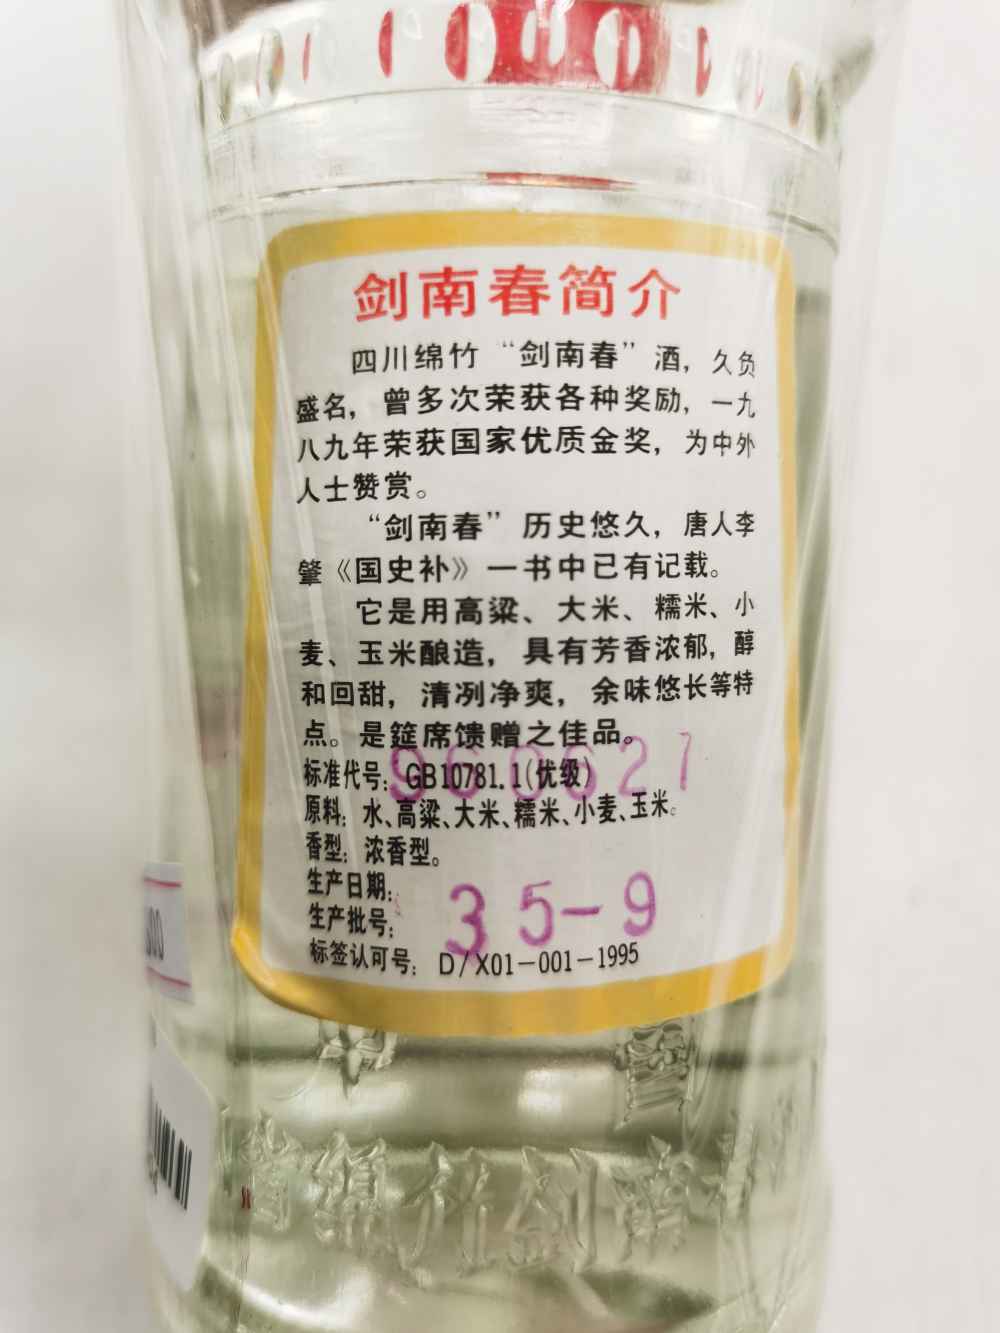 剑南春简介
四川绵竹“剑南春”酒，久负
盛名，曾多次荣获各种奖励，一九
八九年荣获国家优质金奖，为中外
人士赞赏。
“剑南春”历史悠久，唐人李
肇《国史补》一书中已有记载。
它是用高粱、大米、糯米、小
麦、玉米酿造，具有芳香浓郁，醇
和回甜，清冽净爽，余味悠长等特
点。是筵席馈赠之佳品。
960627
标准代号：GB10781.1(优级)
原料：水、高粱、大米、糯米、小麦、玉米。
香型：浓香型。
生产日期：
生产批号：
35-9
标签认可号：D/X01-001-1995